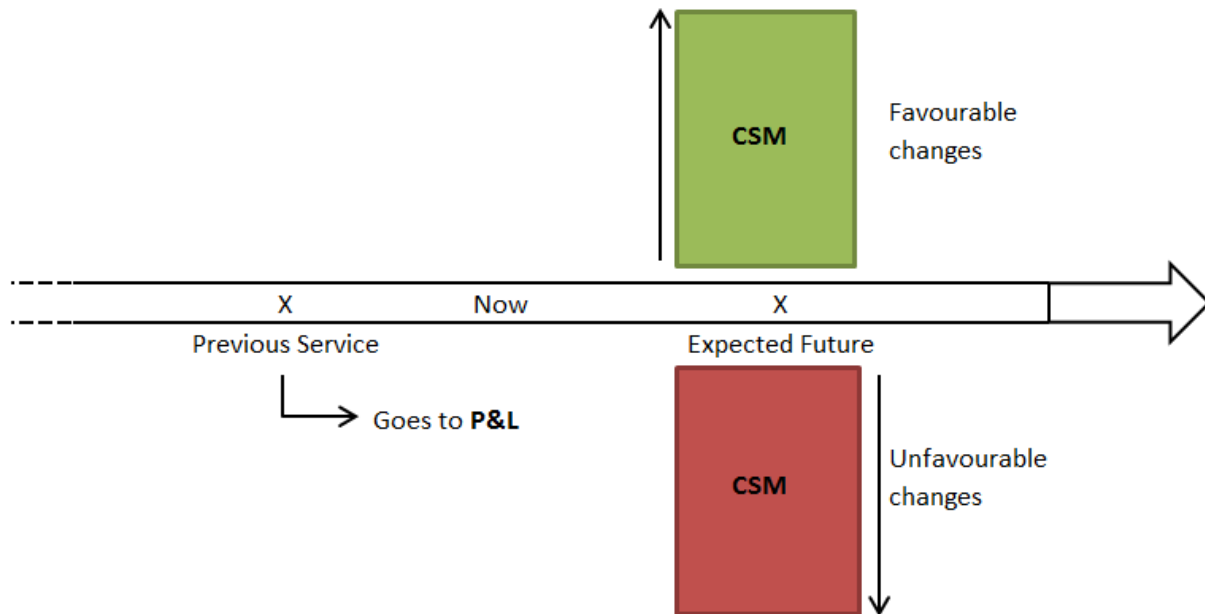 CSM
Favourable
changes
X
Now
X
Previous Service
Expected Future
Goes to P&L
CSM
Unfavourable
changes